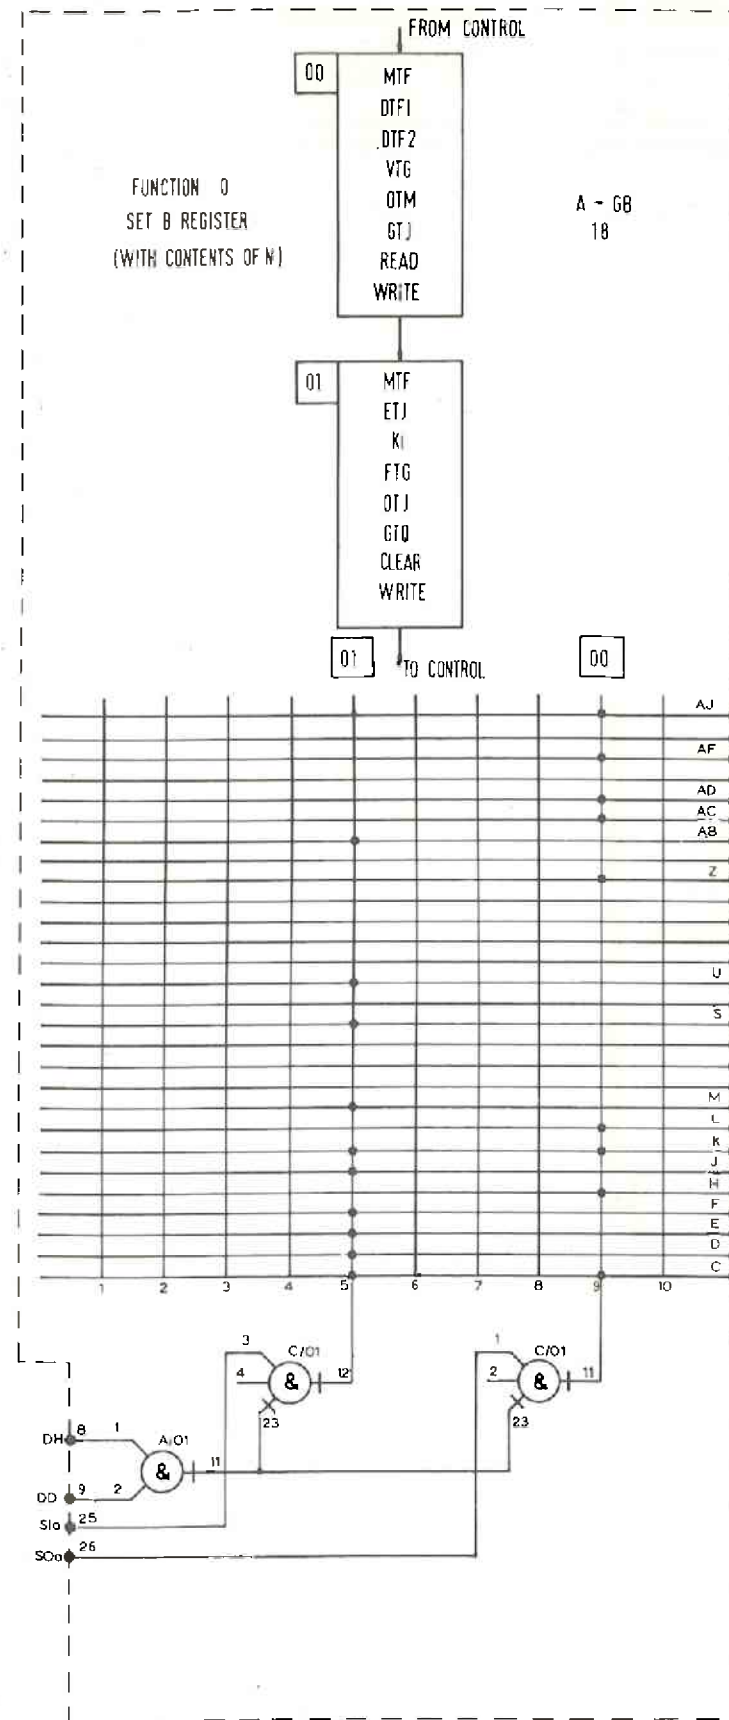 FROM CONTROL
00
MTF
DTF1
DTF2
VTG
OTM
GTJ
READ
WRITE
FUNCTION 0
SET B REGISTER
(WITH CONTENTS OF N)
A - GB
18
01
MTF
ETJ
K1
FTG
OTJ
GTQ
CLEAR
WRITE
01
TO CONTROL
00
AJ
AF
AD
AC
AB
Z
U
S
M
L
K
J
H
F
E
D
C
1 2 3 4 5 6 7 8 9 10
3 C/01
4 & 12
23
1 C/01
2 & 11
23
DH 8 1 A/01
& 11
DD 9 2
S1a 25
S0a 26